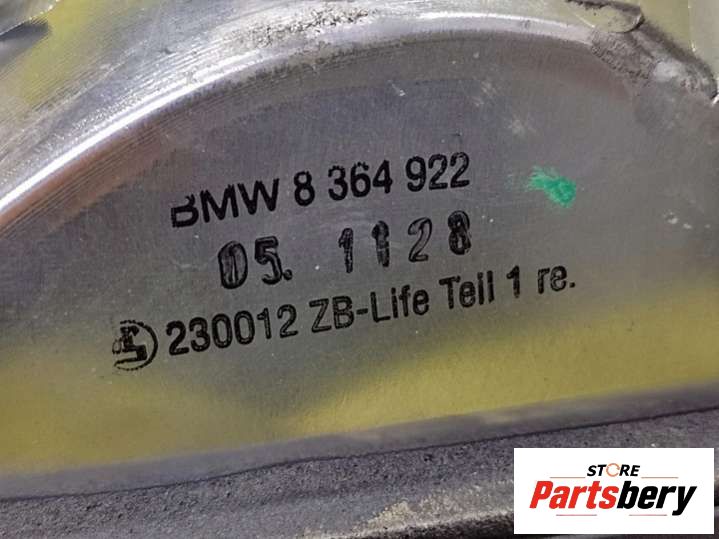 BMW 8 364 922
05. 1128
230012 ZB-Life Teil 1 re.
STORE
Partsbery